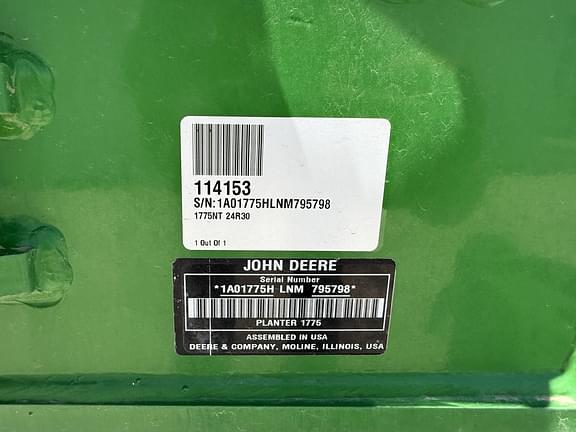 114153
S/N:1A01775HLNM795798
1775NT 24R30
1 Out Of 1
JOHN DEERE
Serial Number
*1A01775H LNM 795798*
PLANTER 1775
ASSEMBLED IN USA
DEERE & COMPANY, MOLINE, ILLINOIS, USA